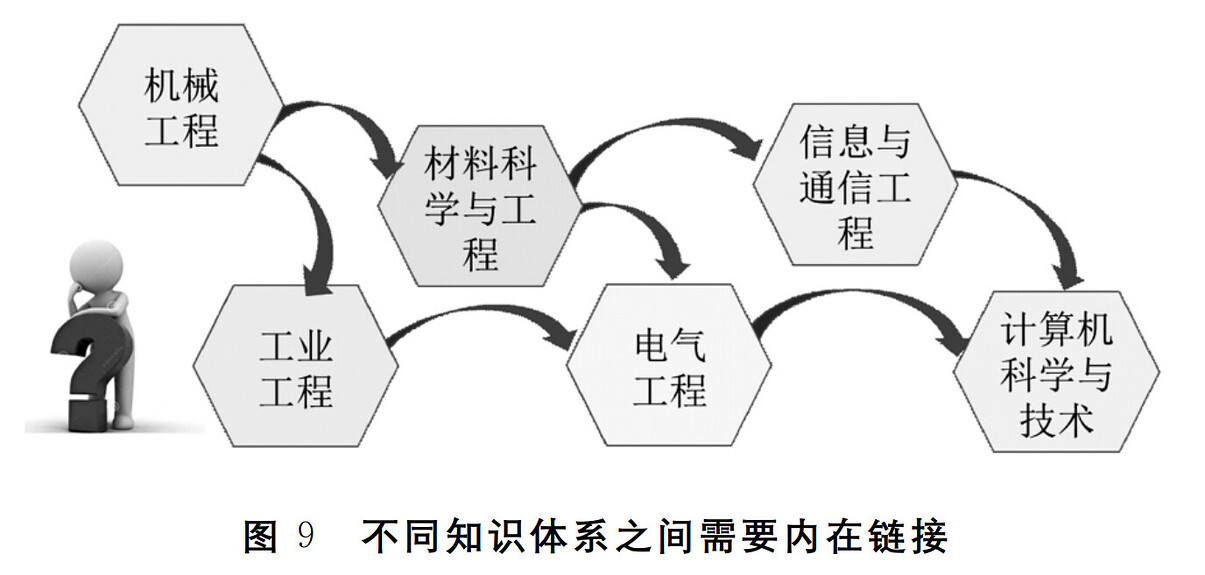 机械
工程
材料科
学与工
程
信息与
通信工
程
工业
工程
电气
工程
计算机
科学与
技术
图 9 不同知识体系之间需要内在链接